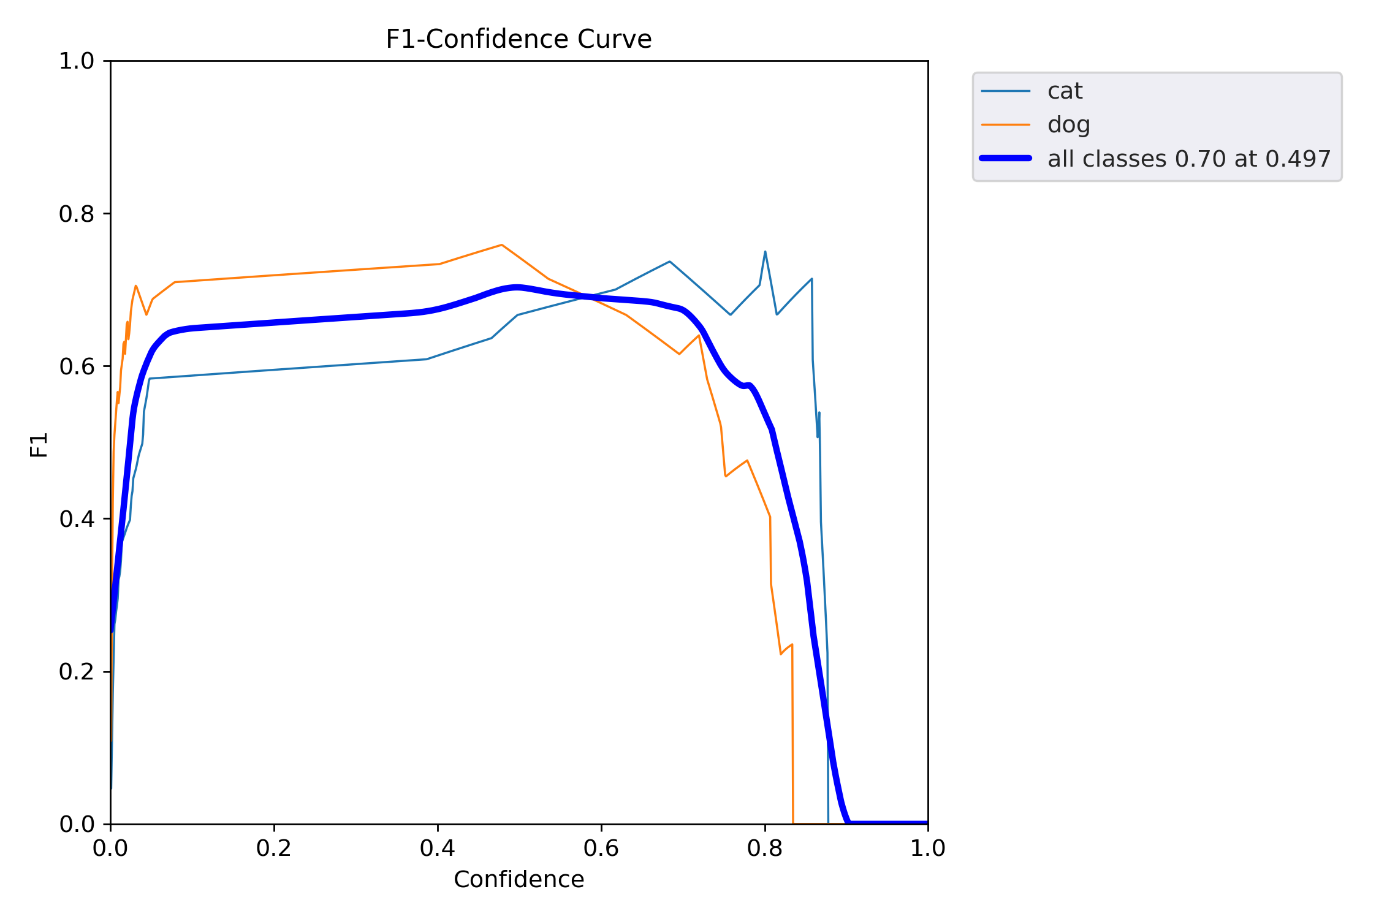 F1-Confidence Curve
1.0
0.8
0.6
0.4
0.2
0.0
F1
0.0 0.2 0.4 0.6 0.8 1.0
Confidence
cat
dog
all classes 0.70 at 0.497